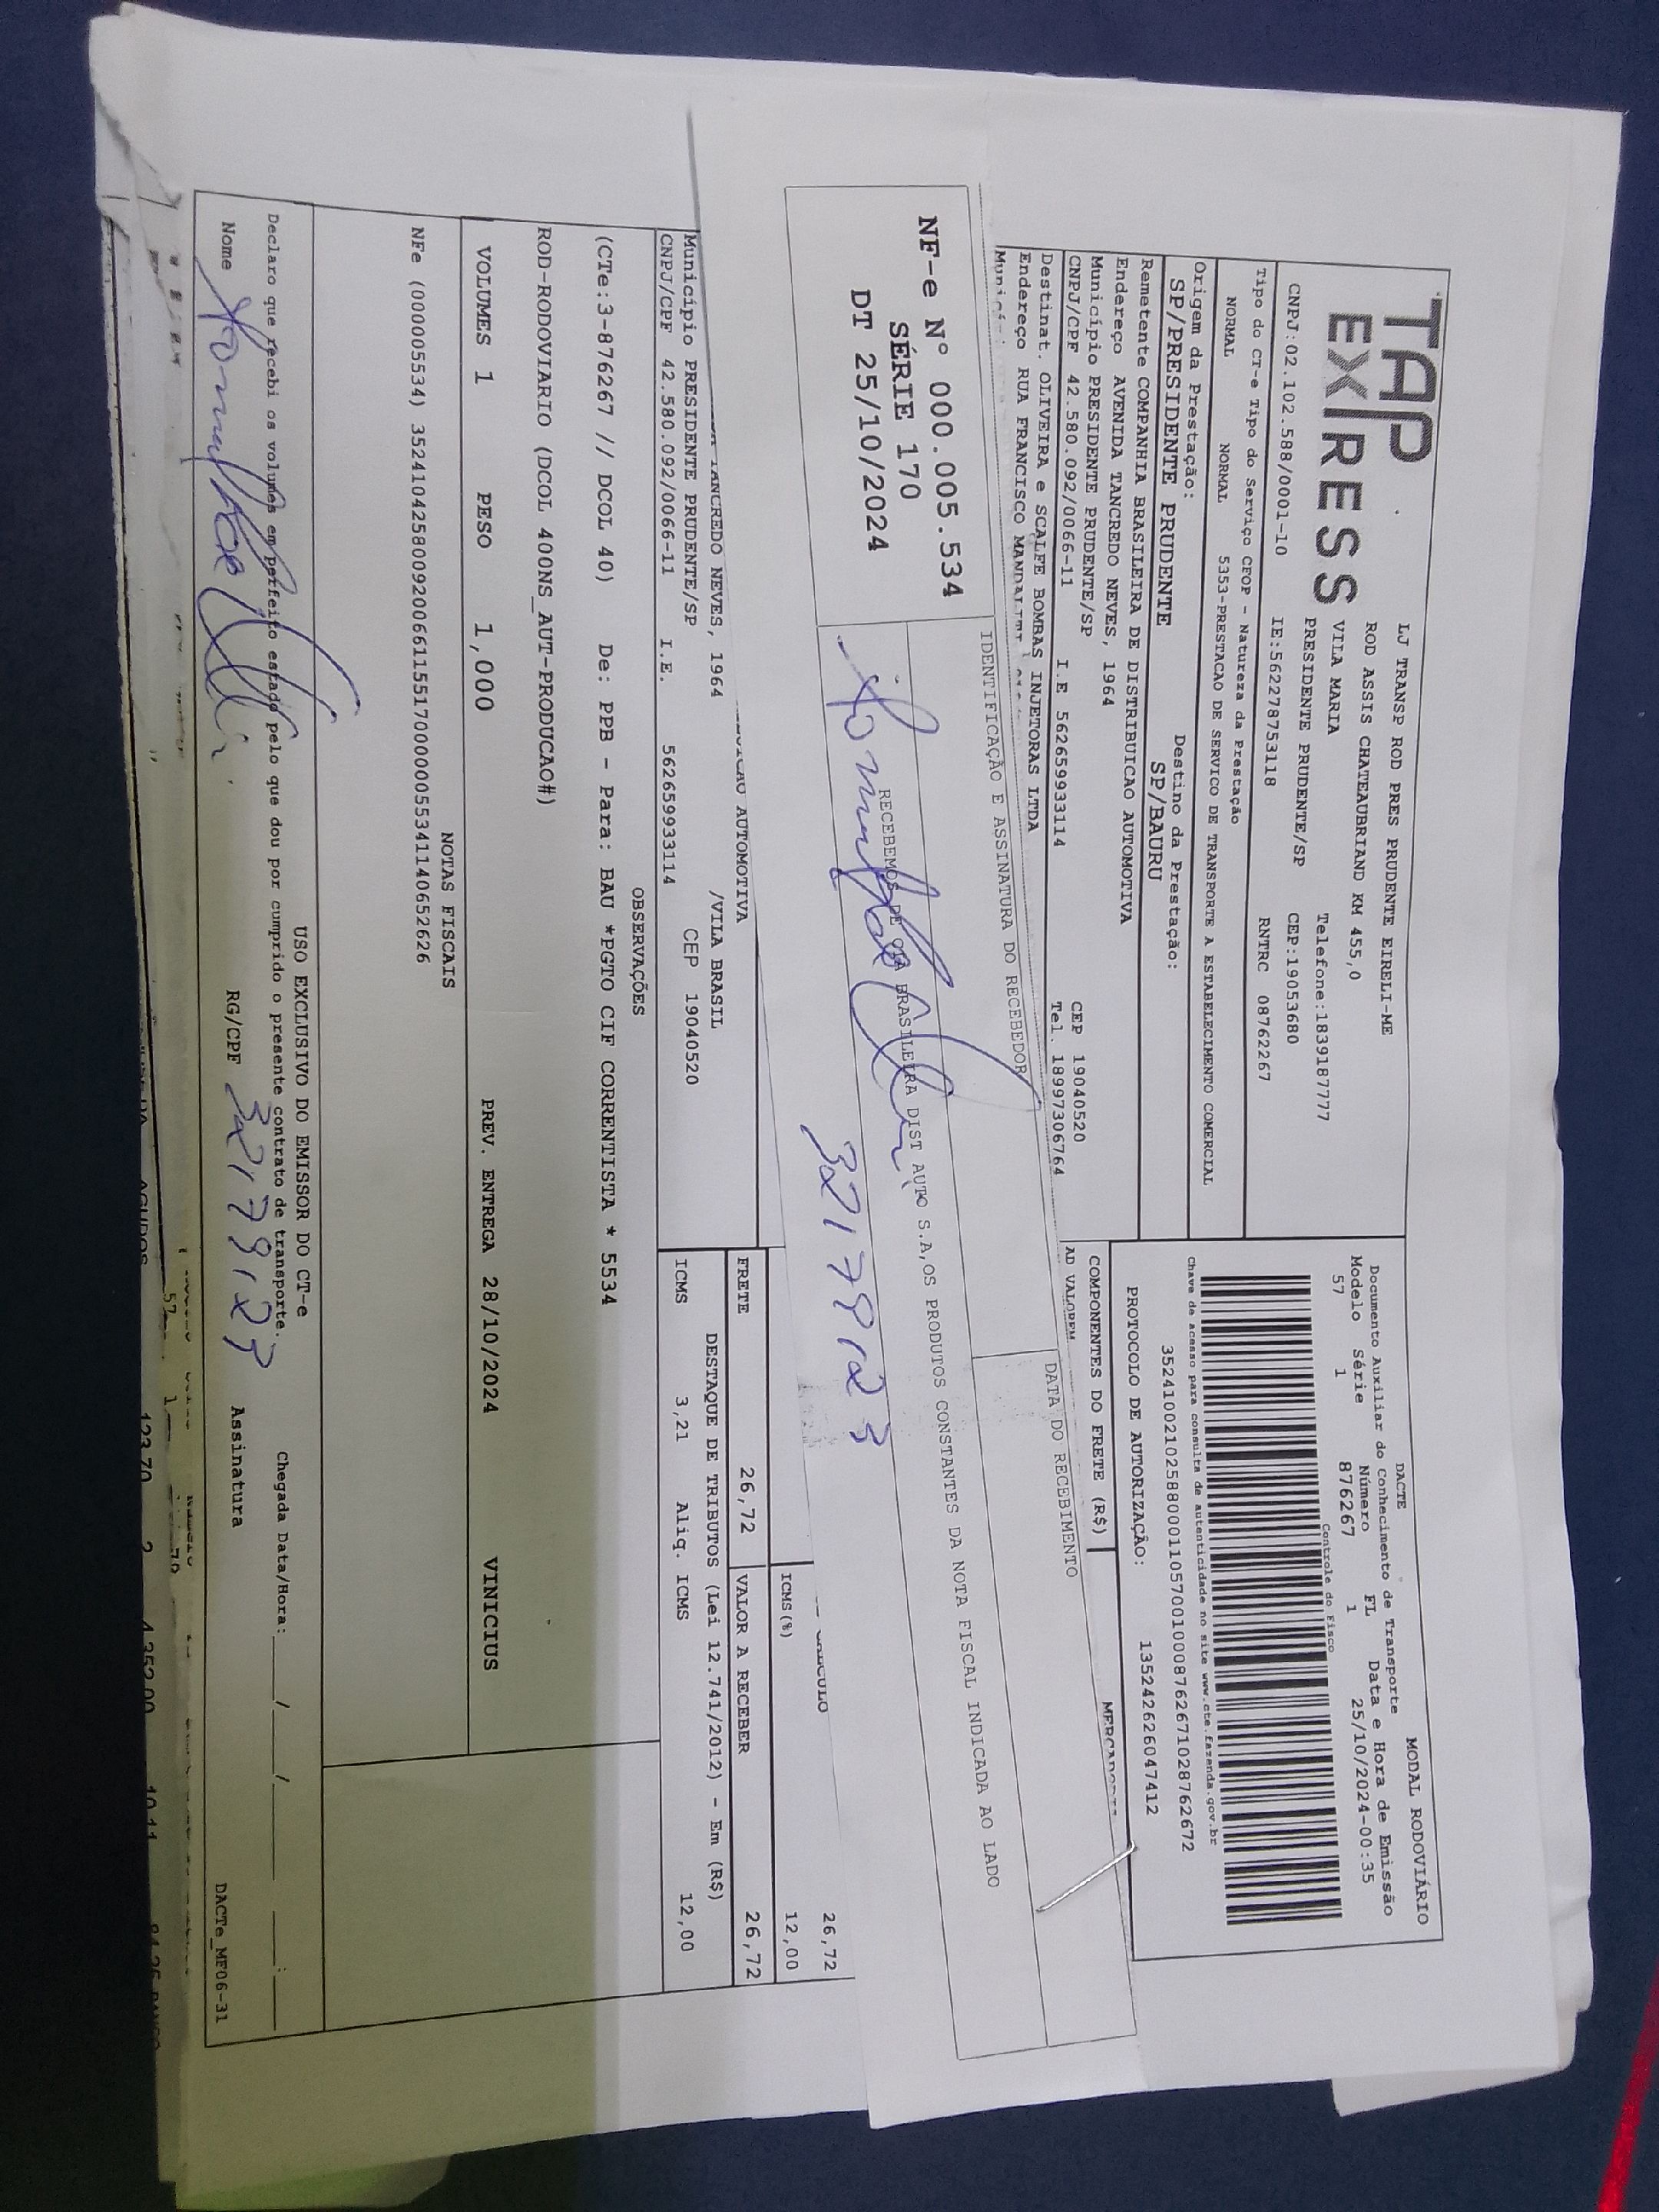 TAP
EXPRESS
LJ TRANSP ROD PRES PRUDENTE EIRELI-ME
ROD ASSIS CHATEAUBRIAND KM 455,0
VILA MARIA Telefone:1839187777
PRESIDENTE PRUDENTE/SP CEP:19053680
CNPJ:02.102.588/0001-10 IE:562278753118 RNTRC 08762267
MODAL RODOVIÁRIO
DACTE
Documento Auxiliar do Conhecimento de Transporte
Modelo Série Número FL Data e Hora de Emissão
57 1 876267 1 25/10/2024-00:35
Controle do Fisco
Chave de acesso para consulta de autenticidade no site www.cte.fazenda.gov.br
35241002102588000110570010008762671028762672
PROTOCOLO DE AUTORIZAÇÃO: 135242626047412
Tipo do CT-e Tipo do Serviço CFOP - Natureza da Prestação
NORMAL NORMAL 5353-PRESTACAO DE SERVICO DE TRANSPORTE A ESTABELECIMENTO COMERCIAL
Origem da Prestação: Destino da Prestação:
SP/PRESIDENTE PRUDENTE SP/BAURU
Remetente COMPANHIA BRASILEIRA DE DISTRIBUICAO AUTOMOTIVA
Endereço AVENIDA TANCREDO NEVES, 1964
Município PRESIDENTE PRUDENTE/SP CEP 19040520
CNPJ/CPF 42.580.092/0066-11 I.E 562659933114 Tel. 18997306764
Destinat. OLIVEIRA e SCALFE BOMBAS INJETORAS LTDA
Endereço RUA FRANCISCO MANDALITI
COMPONENTES DO FRETE (R$)
AD VALOREM
IDENTIFICAÇÃO E ASSINATURA DO RECEBEDOR DATA DO RECEBIMENTO
NF-e Nº 000.005.534
SÉRIE 170
DT 25/10/2024
RECEBEMOS DE CIA BRASILEIRA DIST AUTO S.A,OS PRODUTOS CONSTANTES DA NOTA FISCAL INDICADA AO LADO
32179123
26,72
ICMS(%) 12,00
FRETE 26,72 VALOR A RECEBER 26,72
AUTOMOTIVA
TANCREDO NEVES, 1964 /VILA BRASIL
Município PRESIDENTE PRUDENTE/SP CEP 19040520
CNPJ/CPF 42.580.092/0066-11 I.E. 562659933114
DESTAQUE DE TRIBUTOS (Lei 12.741/2012) - Em (R$)
ICMS 3,21 Aliq. ICMS 12,00
OBSERVAÇÕES
(CTe:3-876267 // DCOL 40) De: PPB - Para: BAU *PGTO CIF CORRENTISTA * 5534
ROD-RODOVIARIO (DCOL 400NS_AUT-PRODUCAO#)
VOLUMES 1 PESO 1,000 PREV. ENTREGA 28/10/2024 VINICIUS
NOTAS FISCAIS
NFe (000005534) 35241042580092006611551700000055341140652626
USO EXCLUSIVO DO EMISSOR DO CT-e
Declaro que recebi os volumes em perfeito estado pelo que dou por cumprido o presente contrato de transporte. Chegada Data/Hora:____/____/______ ____:____
Nome RG/CPF 32179123 Assinatura
DACTe_MF06-31
57 1